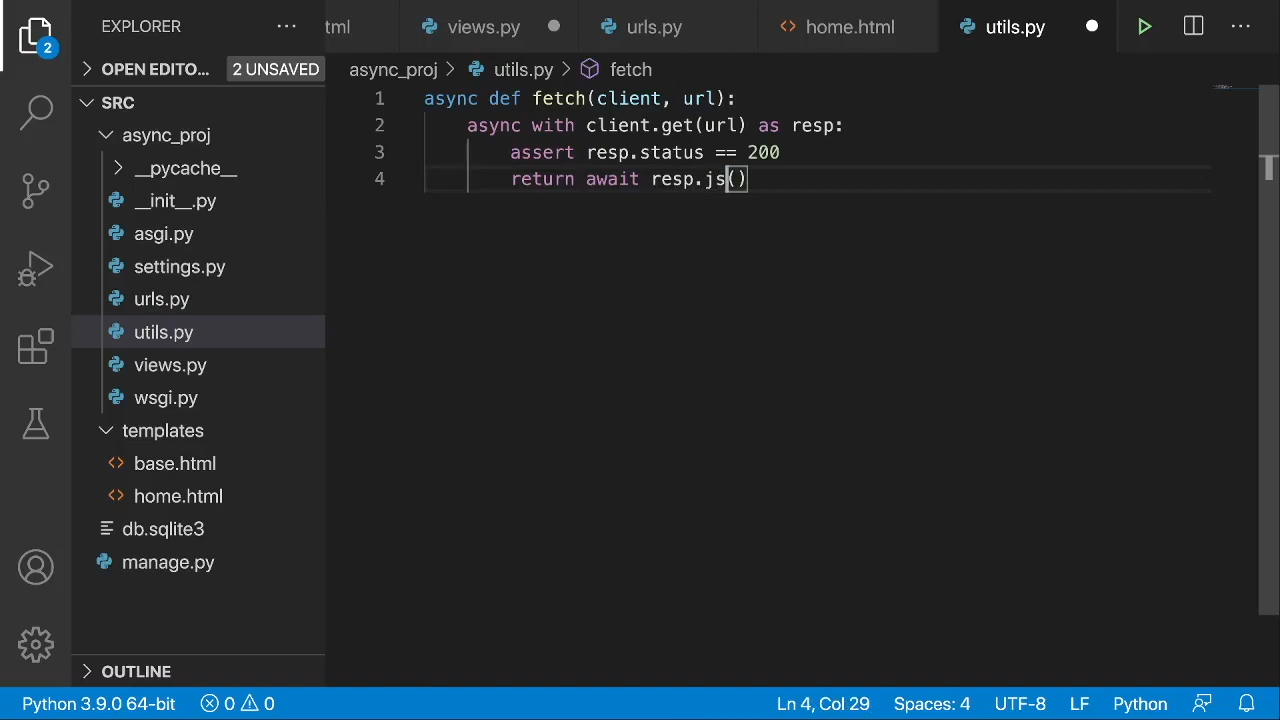 EXPLORER
···
tml
views.py
urls.py
home.html
utils.py
···
2
OPEN EDITO...
2 UNSAVED
async_proj
utils.py
fetch
SRC
async_proj
__pycache__
__init__.py
asgi.py
settings.py
urls.py
utils.py
views.py
wsgi.py
templates
base.html
home.html
db.sqlite3
manage.py
OUTLINE
1 async def fetch(client, url):
2 async with client.get(url) as resp:
3 assert resp.status == 200
4 return await resp.js()
Python 3.9.0 64-bit
0
0
Ln 4, Col 29
Spaces: 4
UTF-8
LF
Python